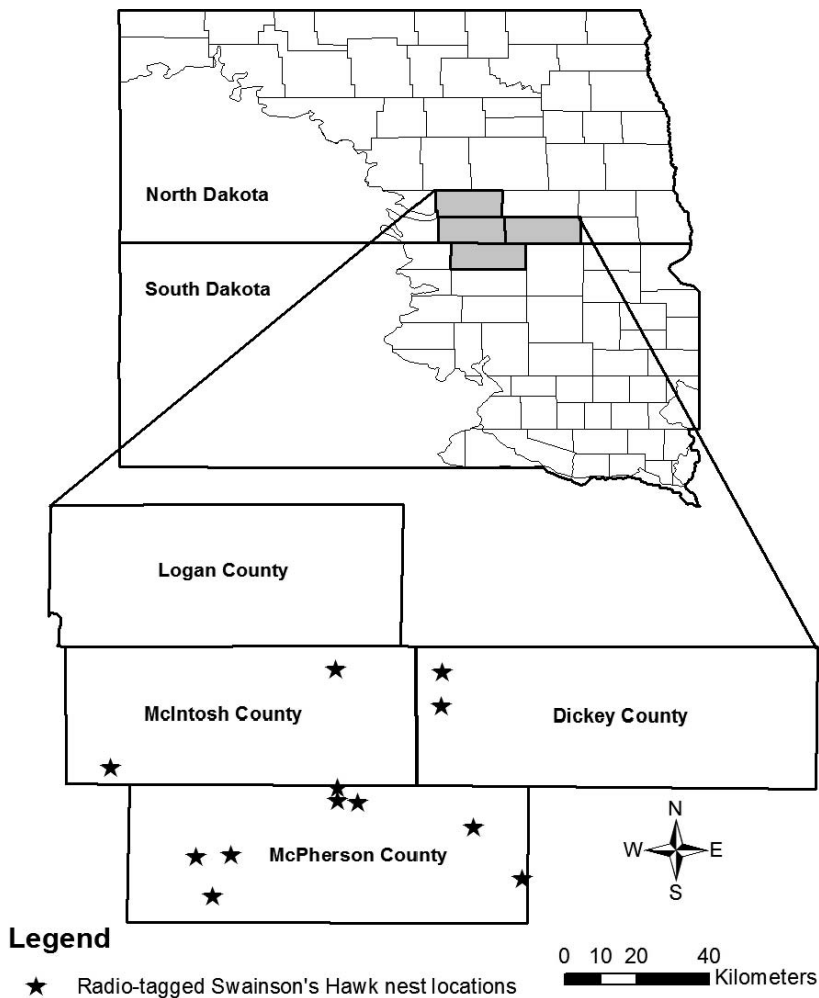 North Dakota
South Dakota
Logan County
McIntosh County
Dickey County
McPherson County
N
W E
S
Legend
Radio-tagged Swainson's Hawk nest locations
0 10 20 40
Kilometers